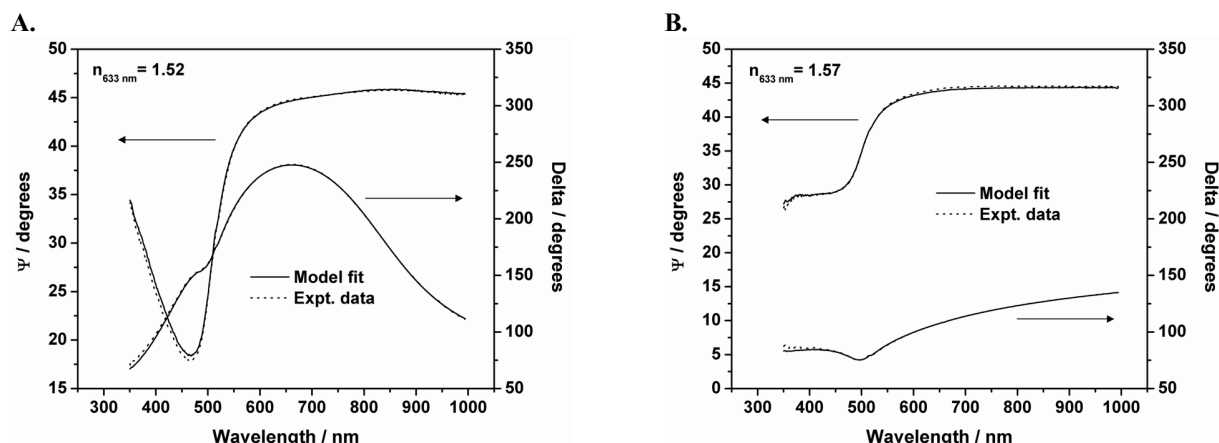 A.
n633 nm= 1.52
50
45
40
35
30
25
20
15
350
300
250
200
150
100
50
Ψ / degrees
Delta / degrees
Model fit
Expt. data
300 400 500 600 700 800 900 1000
Wavelength / nm
B.
n633 nm= 1.57
50
45
40
35
30
25
20
15
10
5
0
350
300
250
200
150
100
50
Ψ / degrees
Delta / degrees
Model fit
Expt. data
300 400 500 600 700 800 900 1000
Wavelength / nm